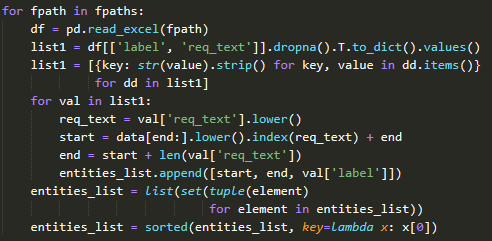 for fpath in fpaths:
    df = pd.read_excel(fpath)
    list1 = df[['label', 'req_text']].dropna().T.to_dict().values()
    list1 = [{key: str(value).strip() for key, value in dd.items()}
             for dd in list1]
    for val in list1:
        req_text = val['req_text'].lower()
        start = data[end:].lower().index(req_text) + end
        end = start + len(val['req_text'])
        entities_list.append([start, end, val['label']])
    entities_list = list(set(tuple(element)
                             for element in entities_list))
    entities_list = sorted(entities_list, key=lambda x: x[0])